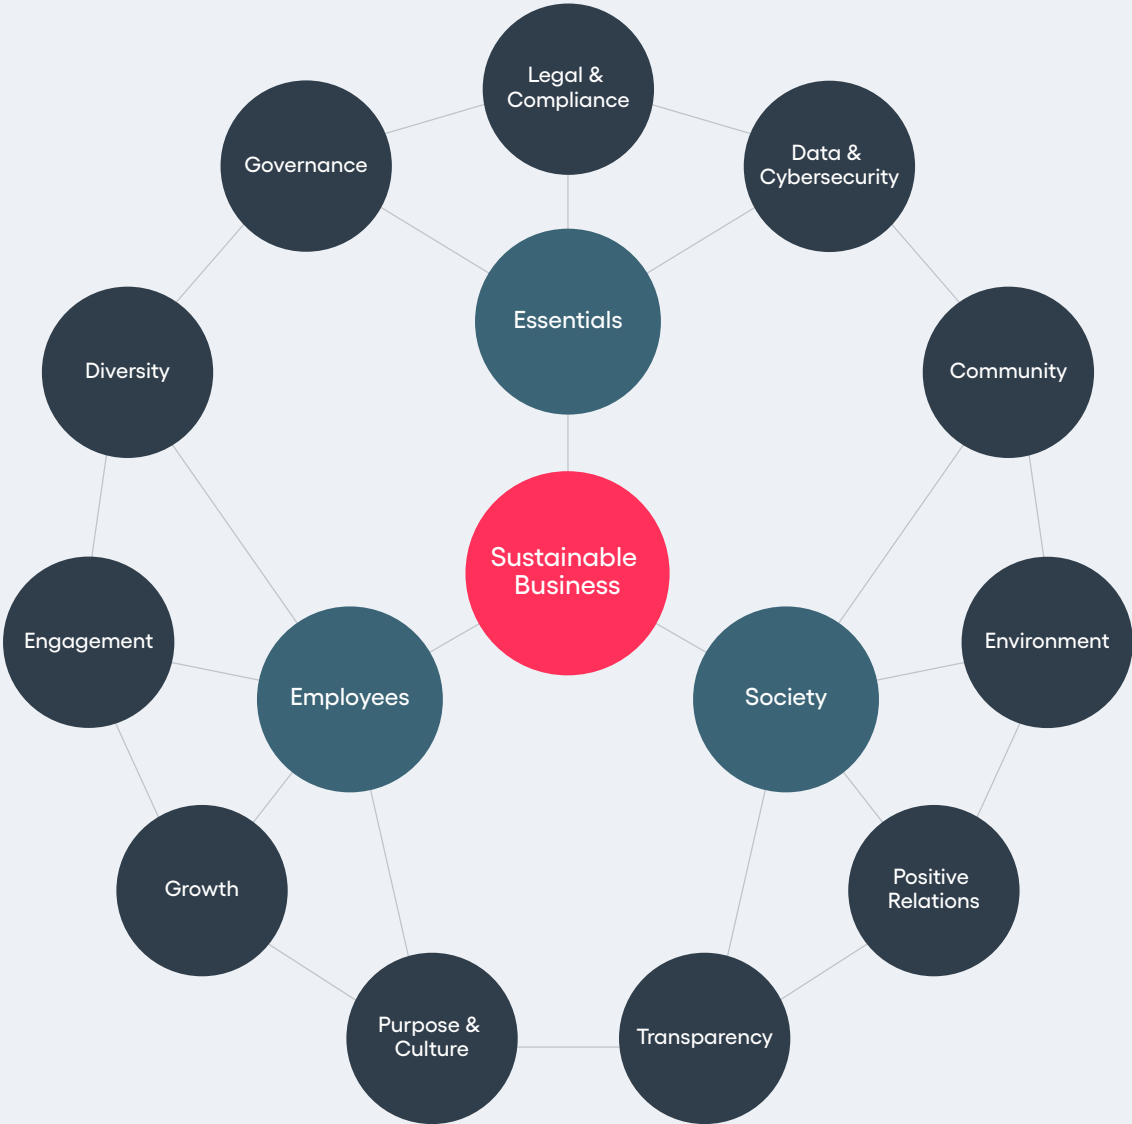 Legal &
Compliance
Governance
Data &
Cybersecurity
Essentials
Diversity
Community
Sustainable
Business
Engagement
Environment
Employees
Society
Growth
Positive
Relations
Purpose &
Culture
Transparency